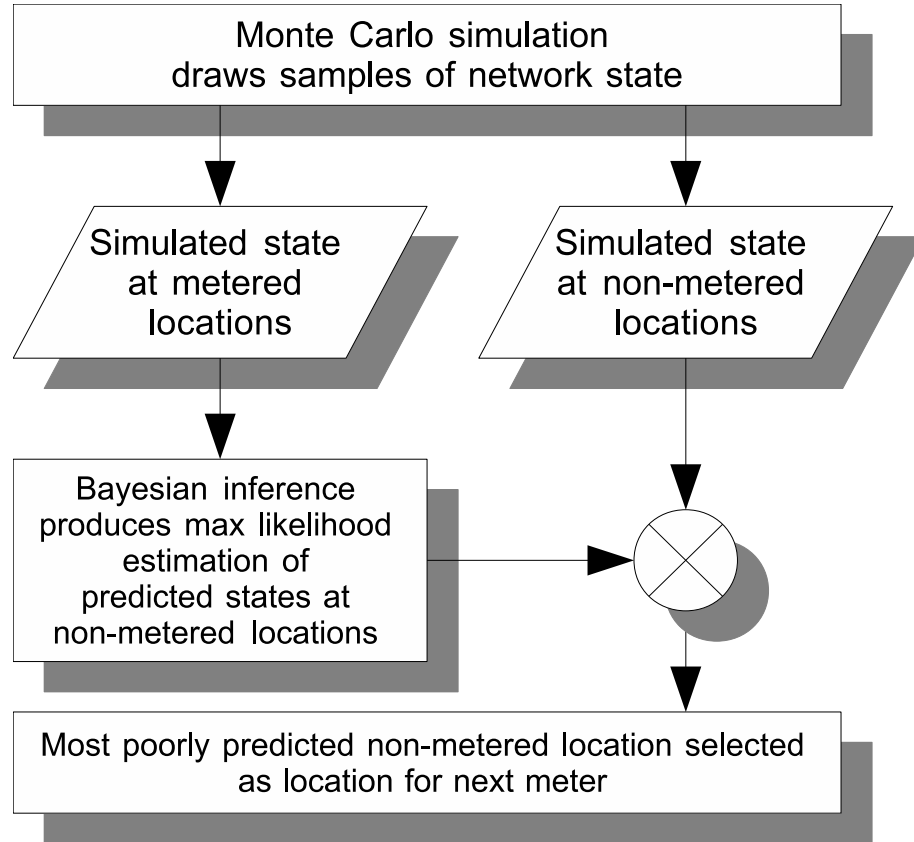 Monte Carlo simulation
draws samples of network state
Simulated state
at metered
locations
Simulated state
at non-metered
locations
Bayesian inference
produces max likelihood
estimation of
predicted states at
non-metered locations
Most poorly predicted non-metered location selected
as location for next meter